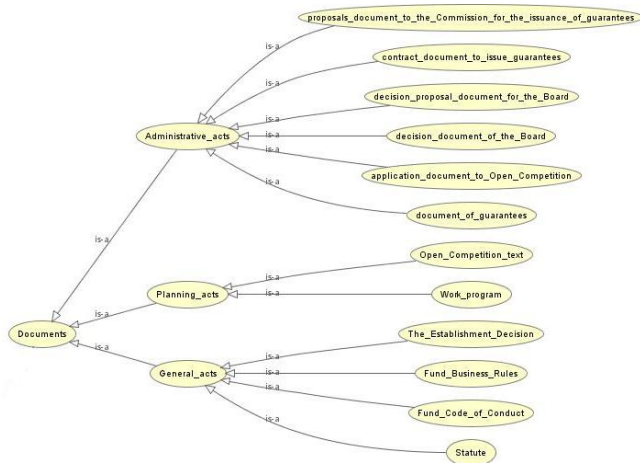 proposals_document_to_the_Commission_for_the_issuance_of_guarantees
is-a
contract_document_to_issue_guarantees
is-a
decision_proposal_document_for_the_Board
is-a
Administrative_acts
is-a
decision_document_of_the_Board
is-a
application_document_to_Open_Competition
is-a
document_of_guarantees
is-a
Open_Competition_text
is-a
Planning_acts
is-a
Work_program
is-a
Documents
is-a
The_Establishment_Decision
is-a
General_acts
is-a
Fund_Business_Rules
is-a
Fund_Code_of_Conduct
is-a
Statute